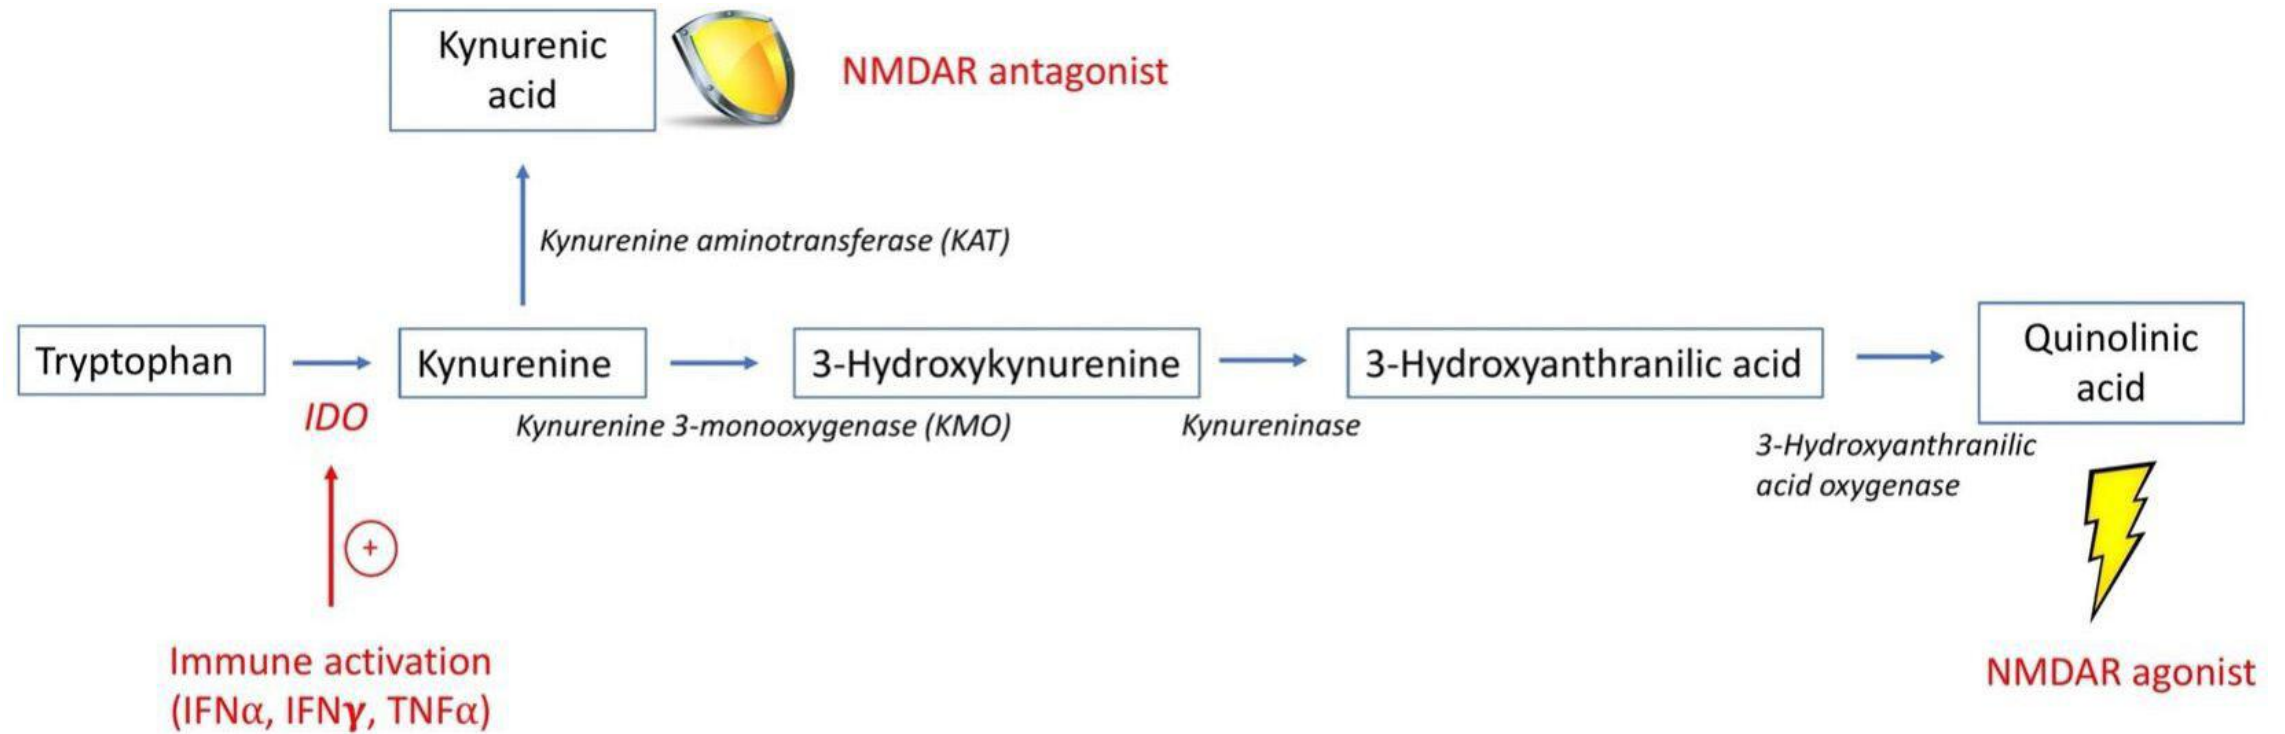 Kynurenic
acid
NMDAR antagonist
Kynurenine aminotransferase (KAT)
Tryptophan
Kynurenine
3-Hydroxykynurenine
3-Hydroxyanthranilic acid
Quinolinic
acid
IDO
Kynurenine 3-monooxygenase (KMO)
Kynureninase
3-Hydroxyanthranilic
acid oxygenase
+
Immune activation
(IFNα, IFNγ, TNFα)
NMDAR agonist